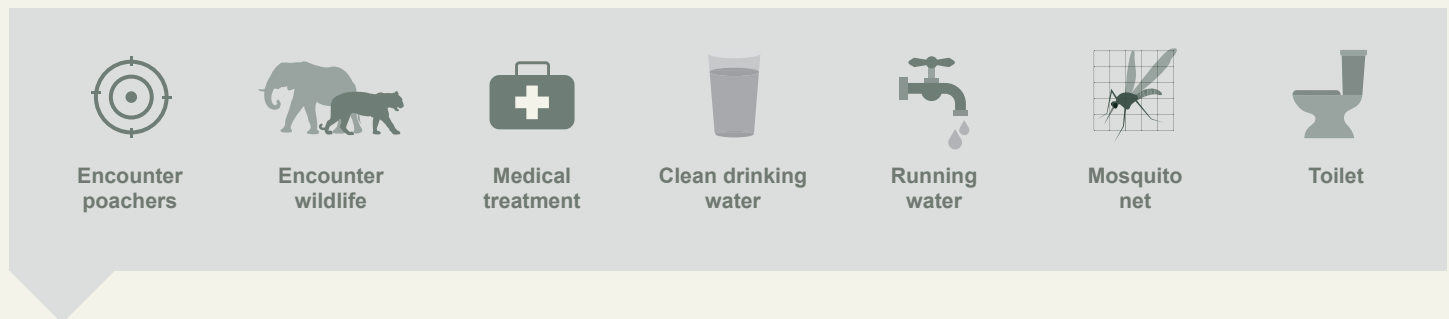 Encounter
poachers
Encounter
wildlife
Medical
treatment
Clean drinking
water
Running
water
Mosquito
net
Toilet